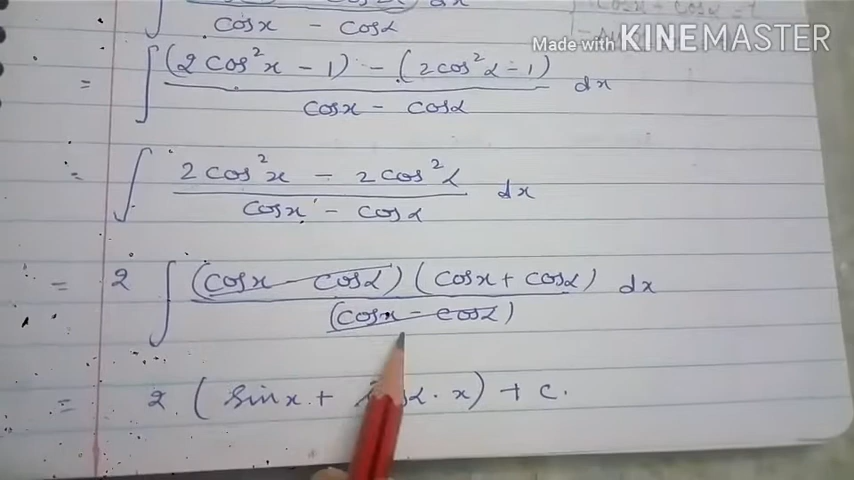 cosx - cosα
Made with KINEMASTER
= ∫ (2cos²x - 1) - (2cos²α - 1) / cosx - cosα dx
= ∫ 2cos²x - 2cos²α / cosx - cosα dx
= 2 ∫ (cosx - cosα) (cosx + cosα) / (cosx - cosα) dx
= 2 ( sinx + α . x) + c.